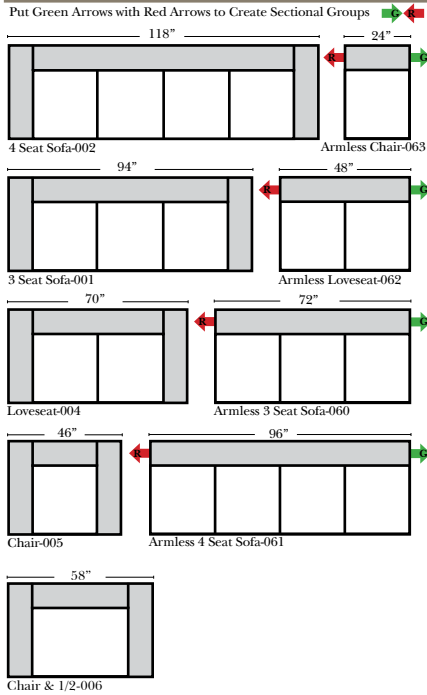 Put Green Arrows with Red Arrows to Create Sectional Groups G R
118” 24”
R G
4 Seat Sofa-002 Armless Chair-063
94” 48”
R G
3 Seat Sofa-001 Armless Loveseat-062
70” 72”
R G
Loveseat-004 Armless 3 Seat Sofa-060
46” 96”
R G
Chair-005 Armless 4 Seat Sofa-061
58”
Chair & 1/2-006